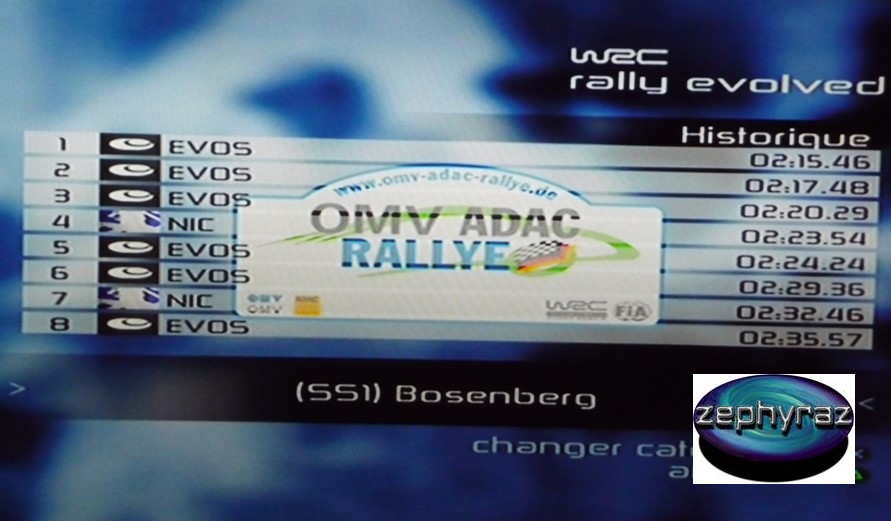 WRC
rally evolved
Historique
1 EVOS 02:15.46
2 EVOS 02:17.48
3 EVOS 02:20.29
4 NIC 02:23.54
5 EVOS 02:24.24
6 EVOS 02:29.36
7 NIC 02:32.46
8 EVOS 02:35.57
www.omv-adac-rallye.de
OMV ADAC
RALLYE
OMV ADAC WRC FIA
OMV
> (SS1) Bosenberg <
zephyraz
changer